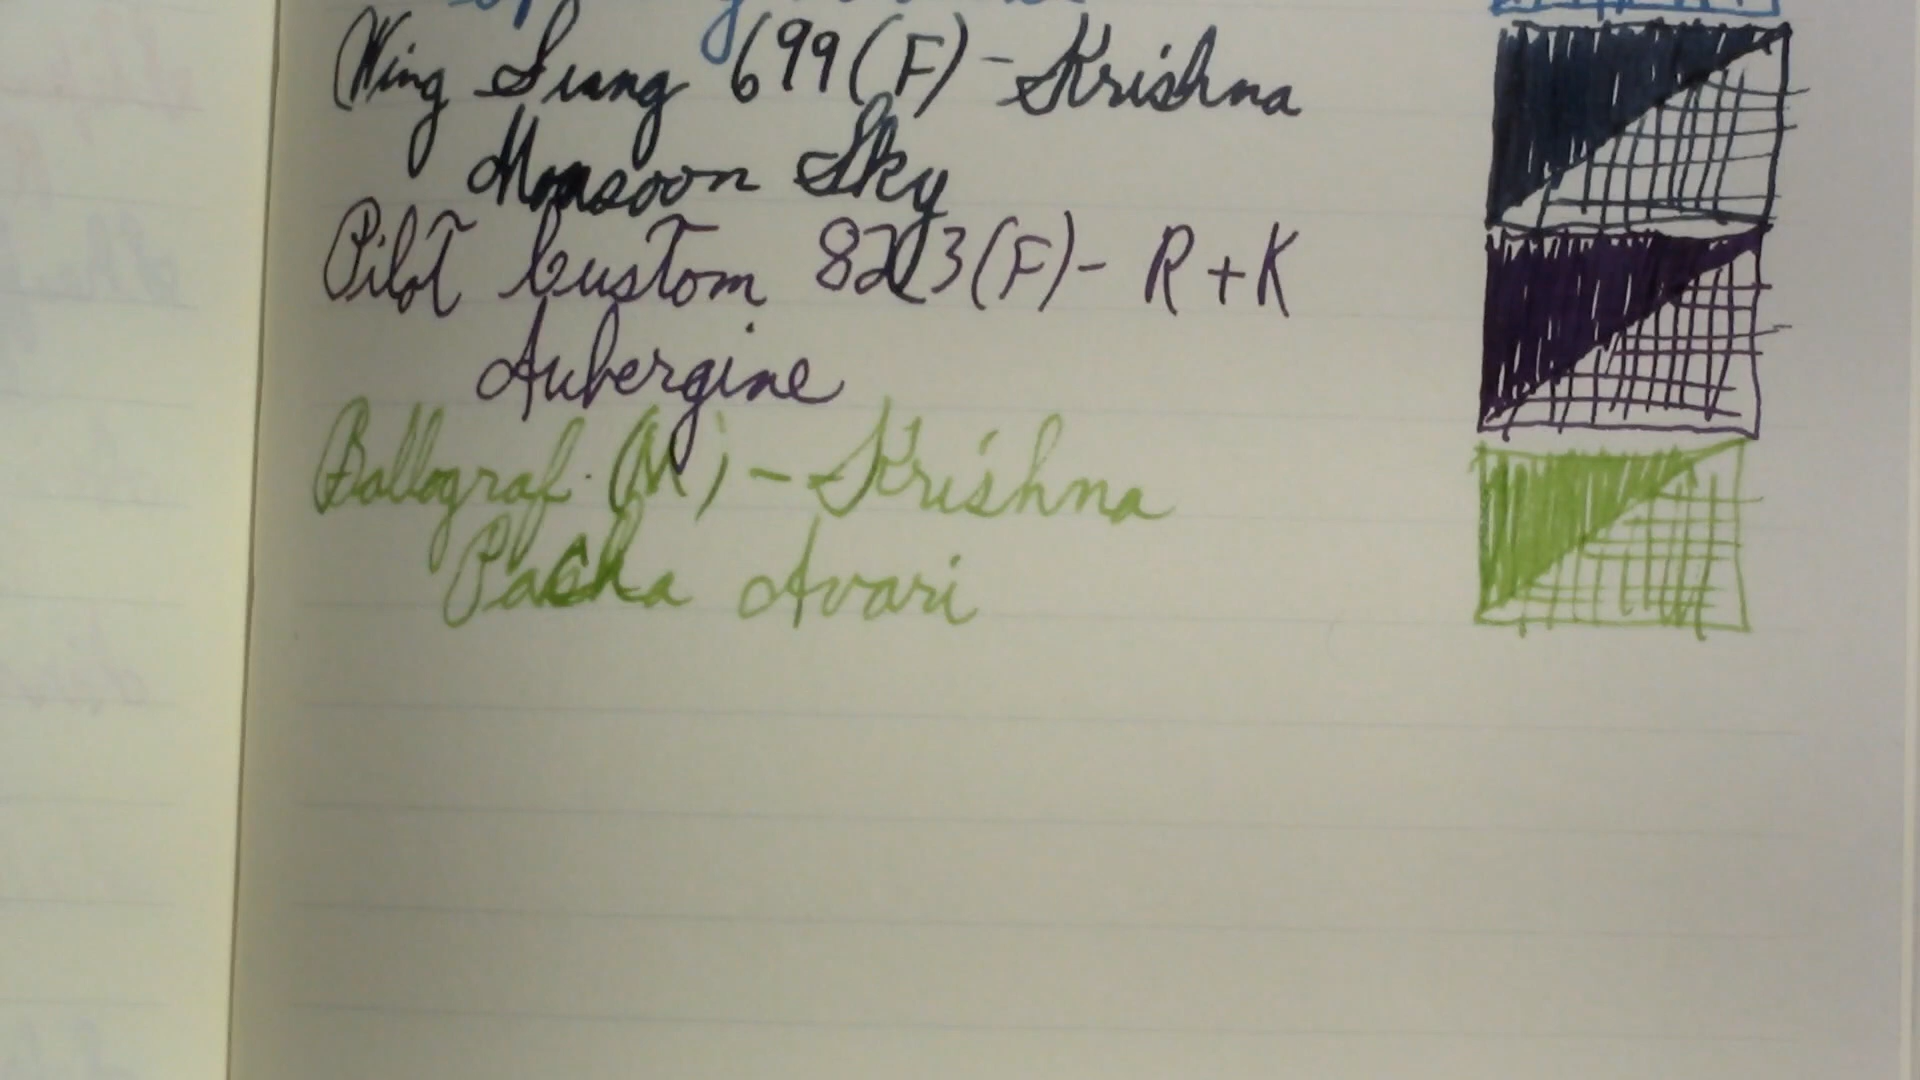 Wing Sung 699(F) - Krishna
Monsoon Sky
Pilot Custom 823(F) - R + K
Aubergine
Ballograf (M) - Krishna
Pacha Avari